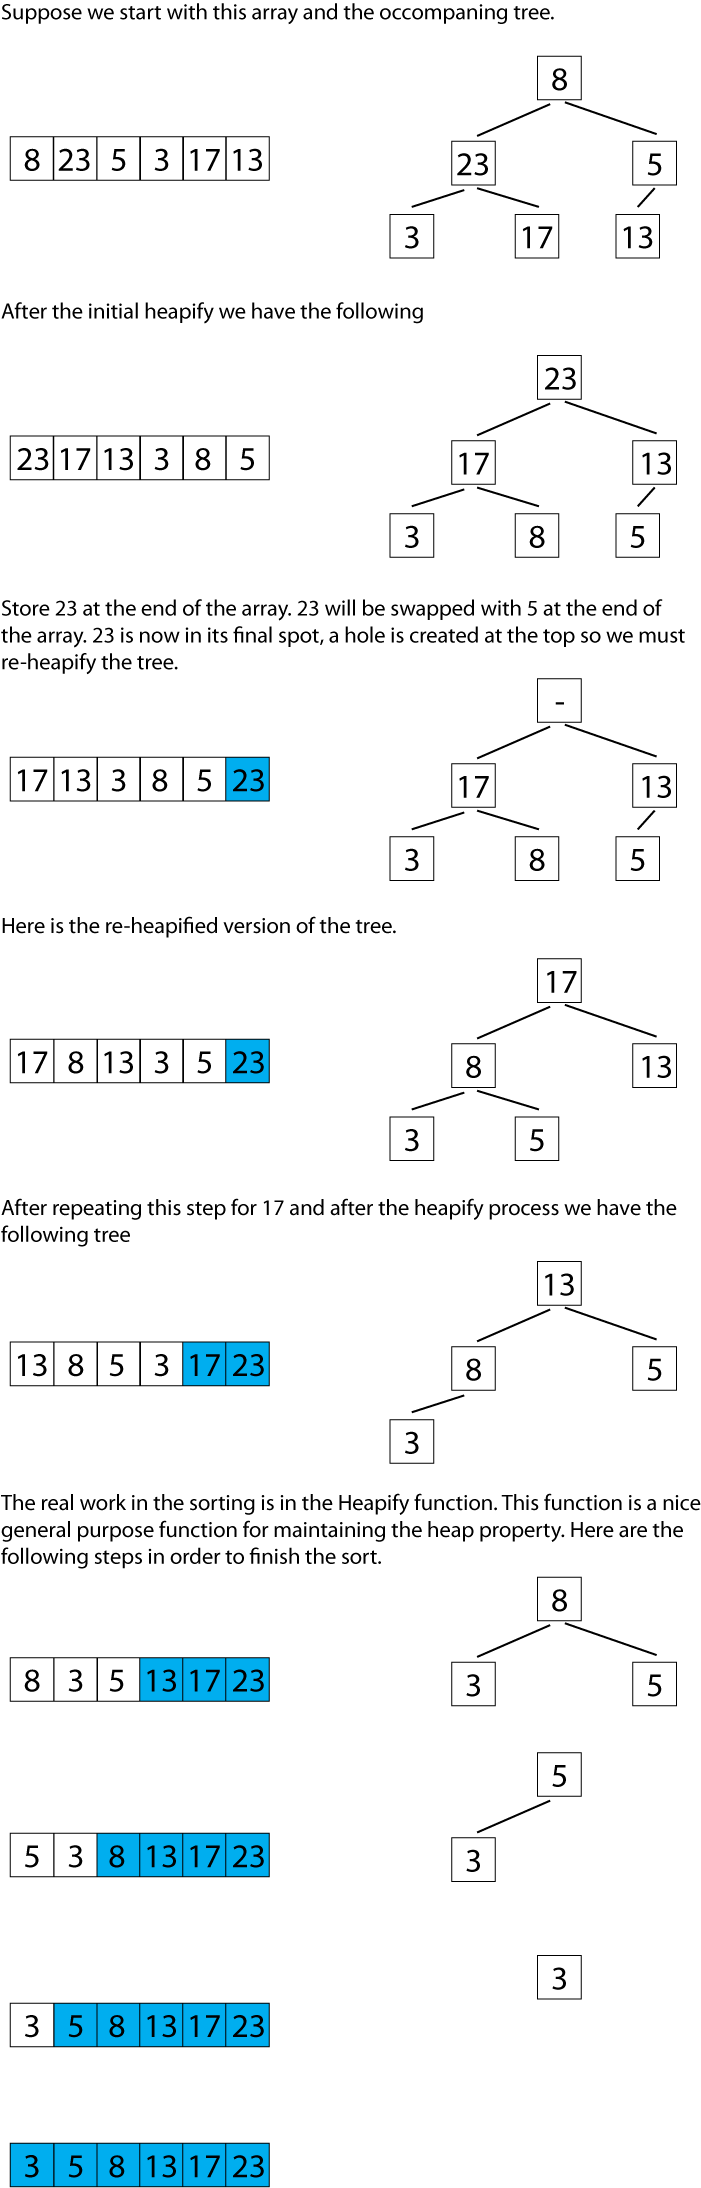 Suppose we start with this array and the occompaning tree.
8
8 23 5 3 17 13
23 5
3 17 13
After the initial heapify we have the following
23
23 17 13 3 8 5
17 13
3 8 5
Store 23 at the end of the array. 23 will be swapped with 5 at the end of
the array. 23 is now in its final spot, a hole is created at the top so we must
re-heapify the tree.
-
17 13 3 8 5 23
17 13
3 8 5
Here is the re-heapified version of the tree.
17
17 8 13 3 5 23
8 13
3 5
After repeating this step for 17 and after the heapify process we have the
following tree
13
13 8 5 3 17 23
8 5
3
The real work in the sorting is in the Heapify function. This function is a nice
general purpose function for maintaining the heap property. Here are the
following steps in order to finish the sort.
8
8 3 5 13 17 23
3 5
5
5 3 8 13 17 23
3
3
3 5 8 13 17 23
3 5 8 13 17 23